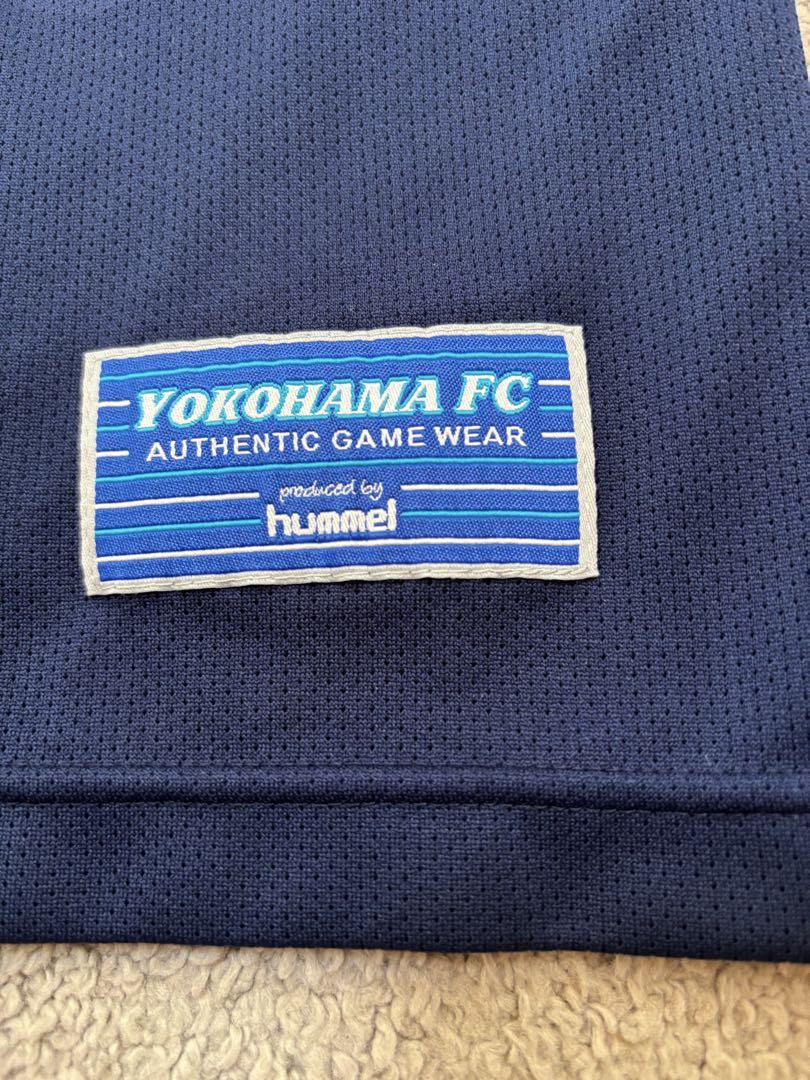 YOKOHAMA FC
AUTHENTIC GAME WEAR
produced by
hummel